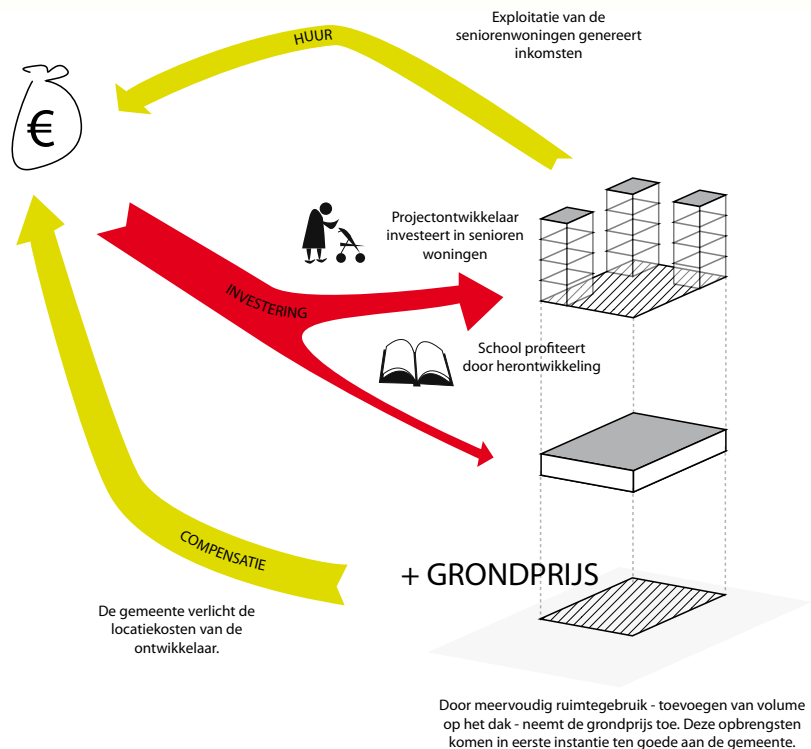 Exploitatie van de
seniorenwoningen genereert
inkomsten
HUUR
€
Projectontwikkelaar
investeert in senioren
woningen
INVESTERING
School profiteert
door herontwikkeling
COMPENSATIE
+ GRONDPRIJS
De gemeente verlicht de
locatiekosten van de
ontwikkelaar.
Door meervoudig ruimtegebruik - toevoegen van volume
op het dak - neemt de grondprijs toe. Deze opbrengsten
komen in eerste instantie ten goede aan de gemeente.